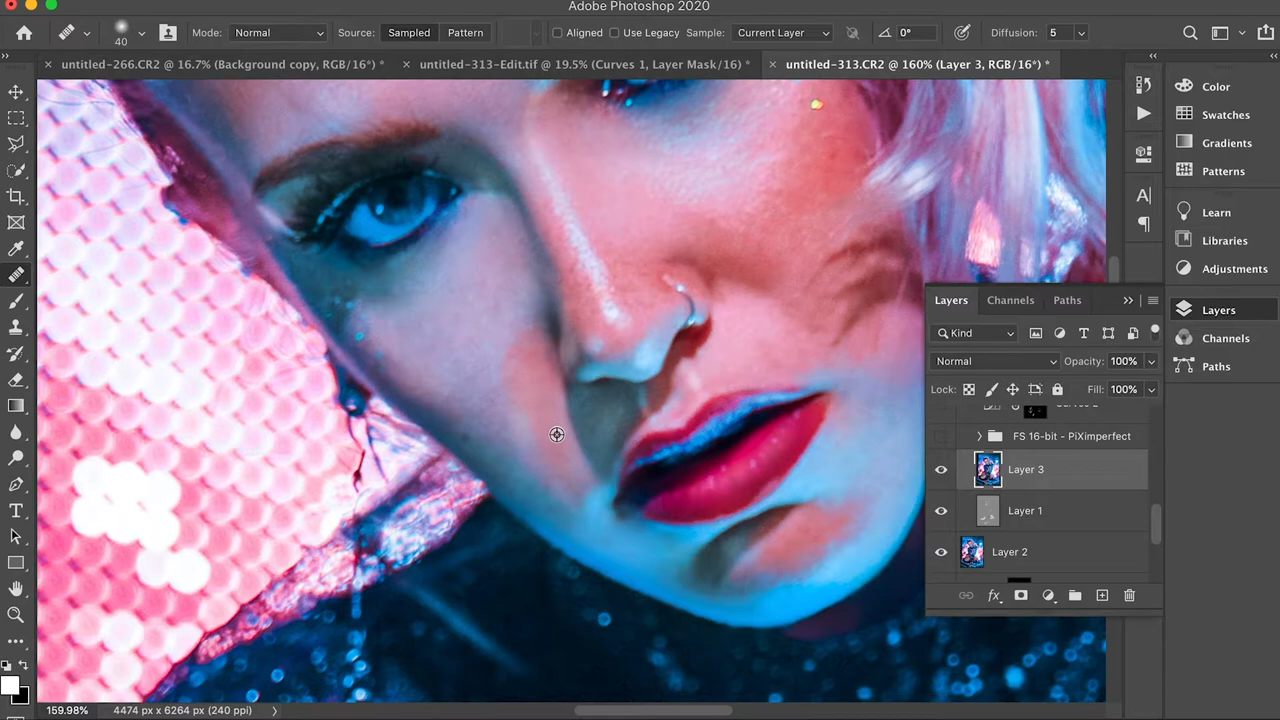 Adobe Photoshop 2020
40
Mode: Normal
Source: Sampled Pattern
Aligned
Use Legacy
Sample: Current Layer
0°
Diffusion: 5
untitled-266.CR2 @ 16.7% (Background copy, RGB/16*) *
untitled-313-Edit.tif @ 19.5% (Curves 1, Layer Mask/16) *
untitled-313.CR2 @ 160% (Layer 3, RGB/16*) *
Color
Swatches
Gradients
Patterns
Learn
Libraries
Adjustments
Layers
Channels
Paths
Layers Channels Paths
Kind
Normal
Opacity: 100%
Lock:
Fill: 100%
FS 16-bit - PiXimperfect
Layer 3
Layer 1
Layer 2
fx
159.98%
4474 px x 6264 px (240 ppi)